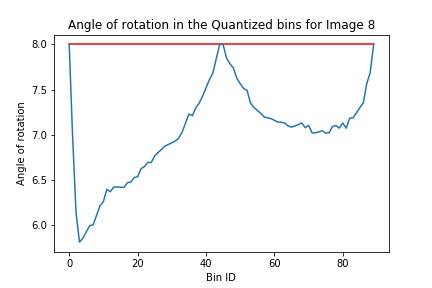 Angle of rotation in the Quantized bins for Image 8
8.0
7.5
7.0
6.5
6.0
Angle of rotation
0 20 40 60 80
Bin ID